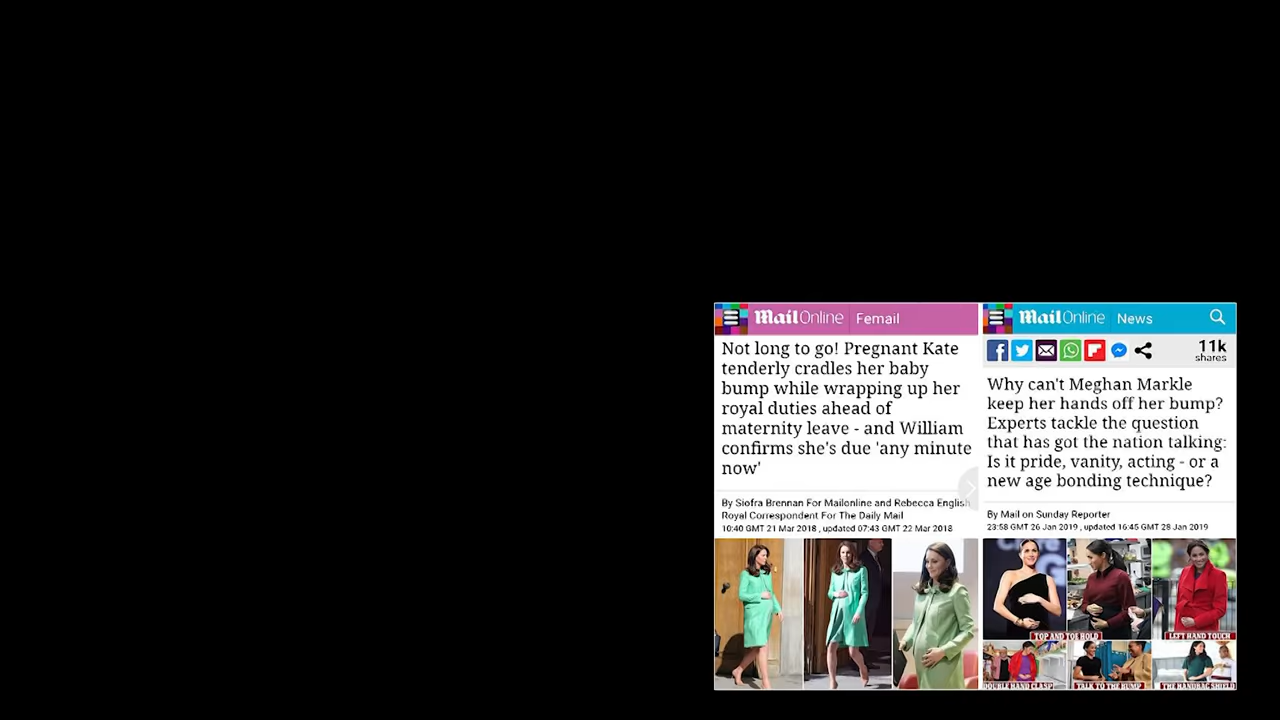 MailOnline Femail
Not long to go! Pregnant Kate
tenderly cradles her baby
bump while wrapping up her
royal duties ahead of
maternity leave - and William
confirms she's due 'any minute
now'
By Siofra Brennan For Mailonline and Rebecca English
Royal Correspondent For The Daily Mail
10:40 GMT 21 Mar 2018 , updated 07:43 GMT 22 Mar 2018
MailOnline News
11k
shares
Why can't Meghan Markle
keep her hands off her bump?
Experts tackle the question
that has got the nation talking:
Is it pride, vanity, acting - or a
new age bonding technique?
By Mail on Sunday Reporter
23:58 GMT 26 Jan 2019 , updated 16:45 GMT 28 Jan 2019
TOP AND TOE HOLD
LEFT HAND TOUCH
DOUBLE HAND CLASP
TALK TO THE BUMP
THE HANDBAG SHIELD